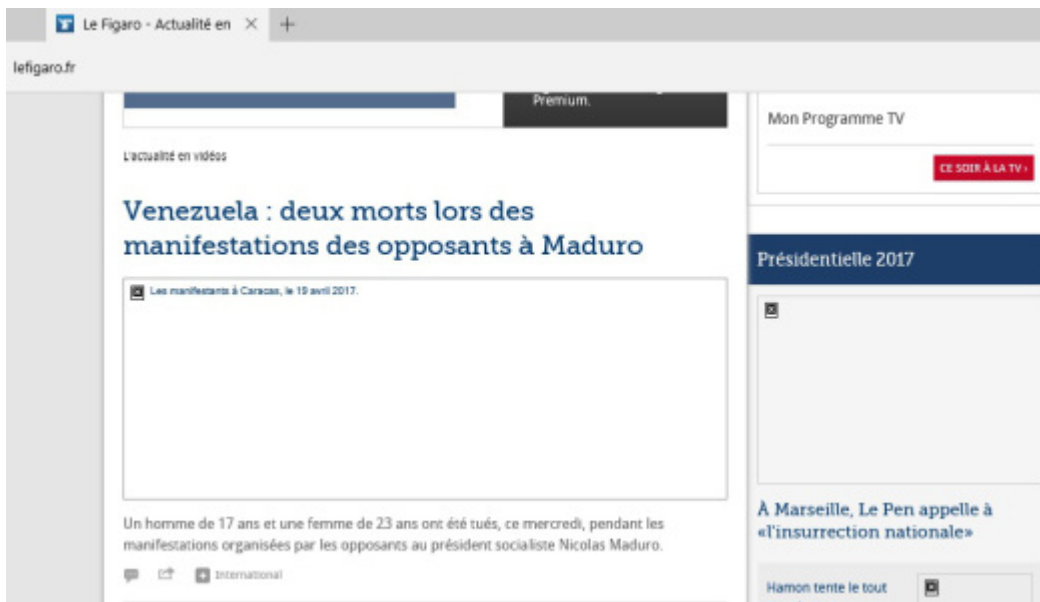 Le Figaro - Actualité en
lefigaro.fr
Premium.
L'actualité en vidéos
Venezuela : deux morts lors des
manifestations des opposants à Maduro
Les manifestants à Caracas, le 19 avril 2017.
Un homme de 17 ans et une femme de 23 ans ont été tués, ce mercredi, pendant les
manifestations organisées par les opposants au président socialiste Nicolas Maduro.
International
Mon Programme TV
CE SOIR À LA TV ›
Présidentielle 2017
À Marseille, Le Pen appelle à
«l'insurrection nationale»
Hamon tente le tout